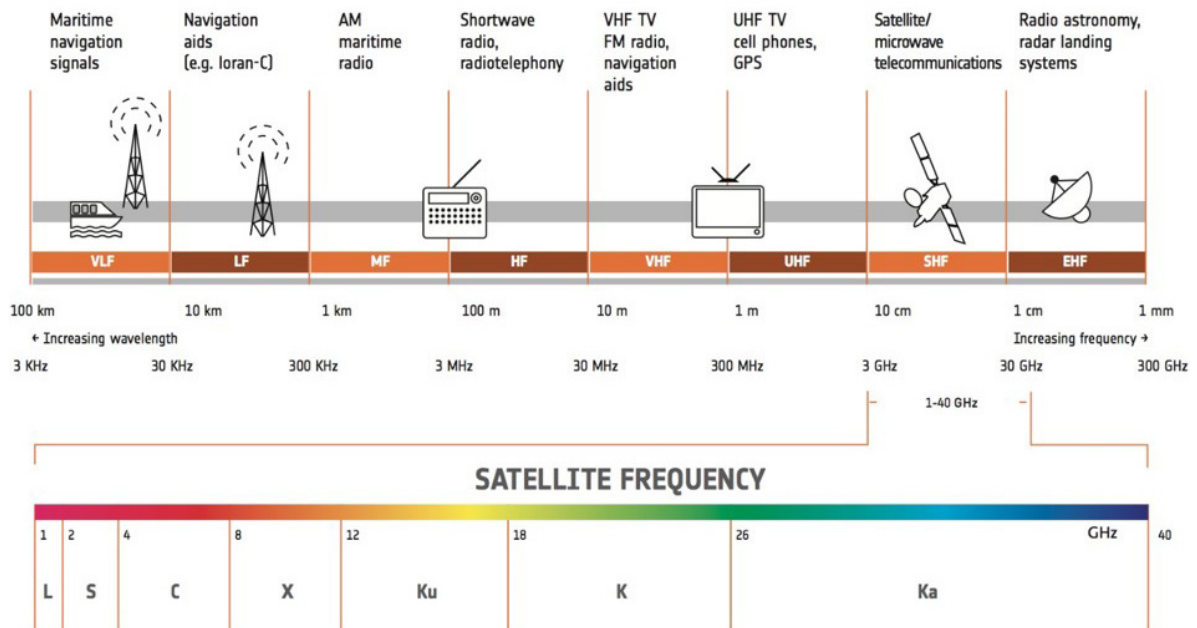 Maritime
navigation
signals
Navigation
aids
(e.g. loran-C)
AM
maritime
radio
Shortwave
radio,
radiotelephony
VHF TV
FM radio,
navigation
aids
UHF TV
cell phones,
GPS
Satellite/
microwave
telecommunications
Radio astronomy,
radar landing
systems
VLF LF MF HF VHF UHF SHF EHF
100 km 10 km 1 km 100 m 10 m 1 m 10 cm 1 cm 1 mm
← Increasing wavelength Increasing frequency →
3 KHz 30 KHz 300 KHz 3 MHz 30 MHz 300 MHz 3 GHz 30 GHz 300 GHz
1-40 GHz
SATELLITE FREQUENCY
1 2 4 8 12 18 26 GHz 40
L S C X Ku K Ka